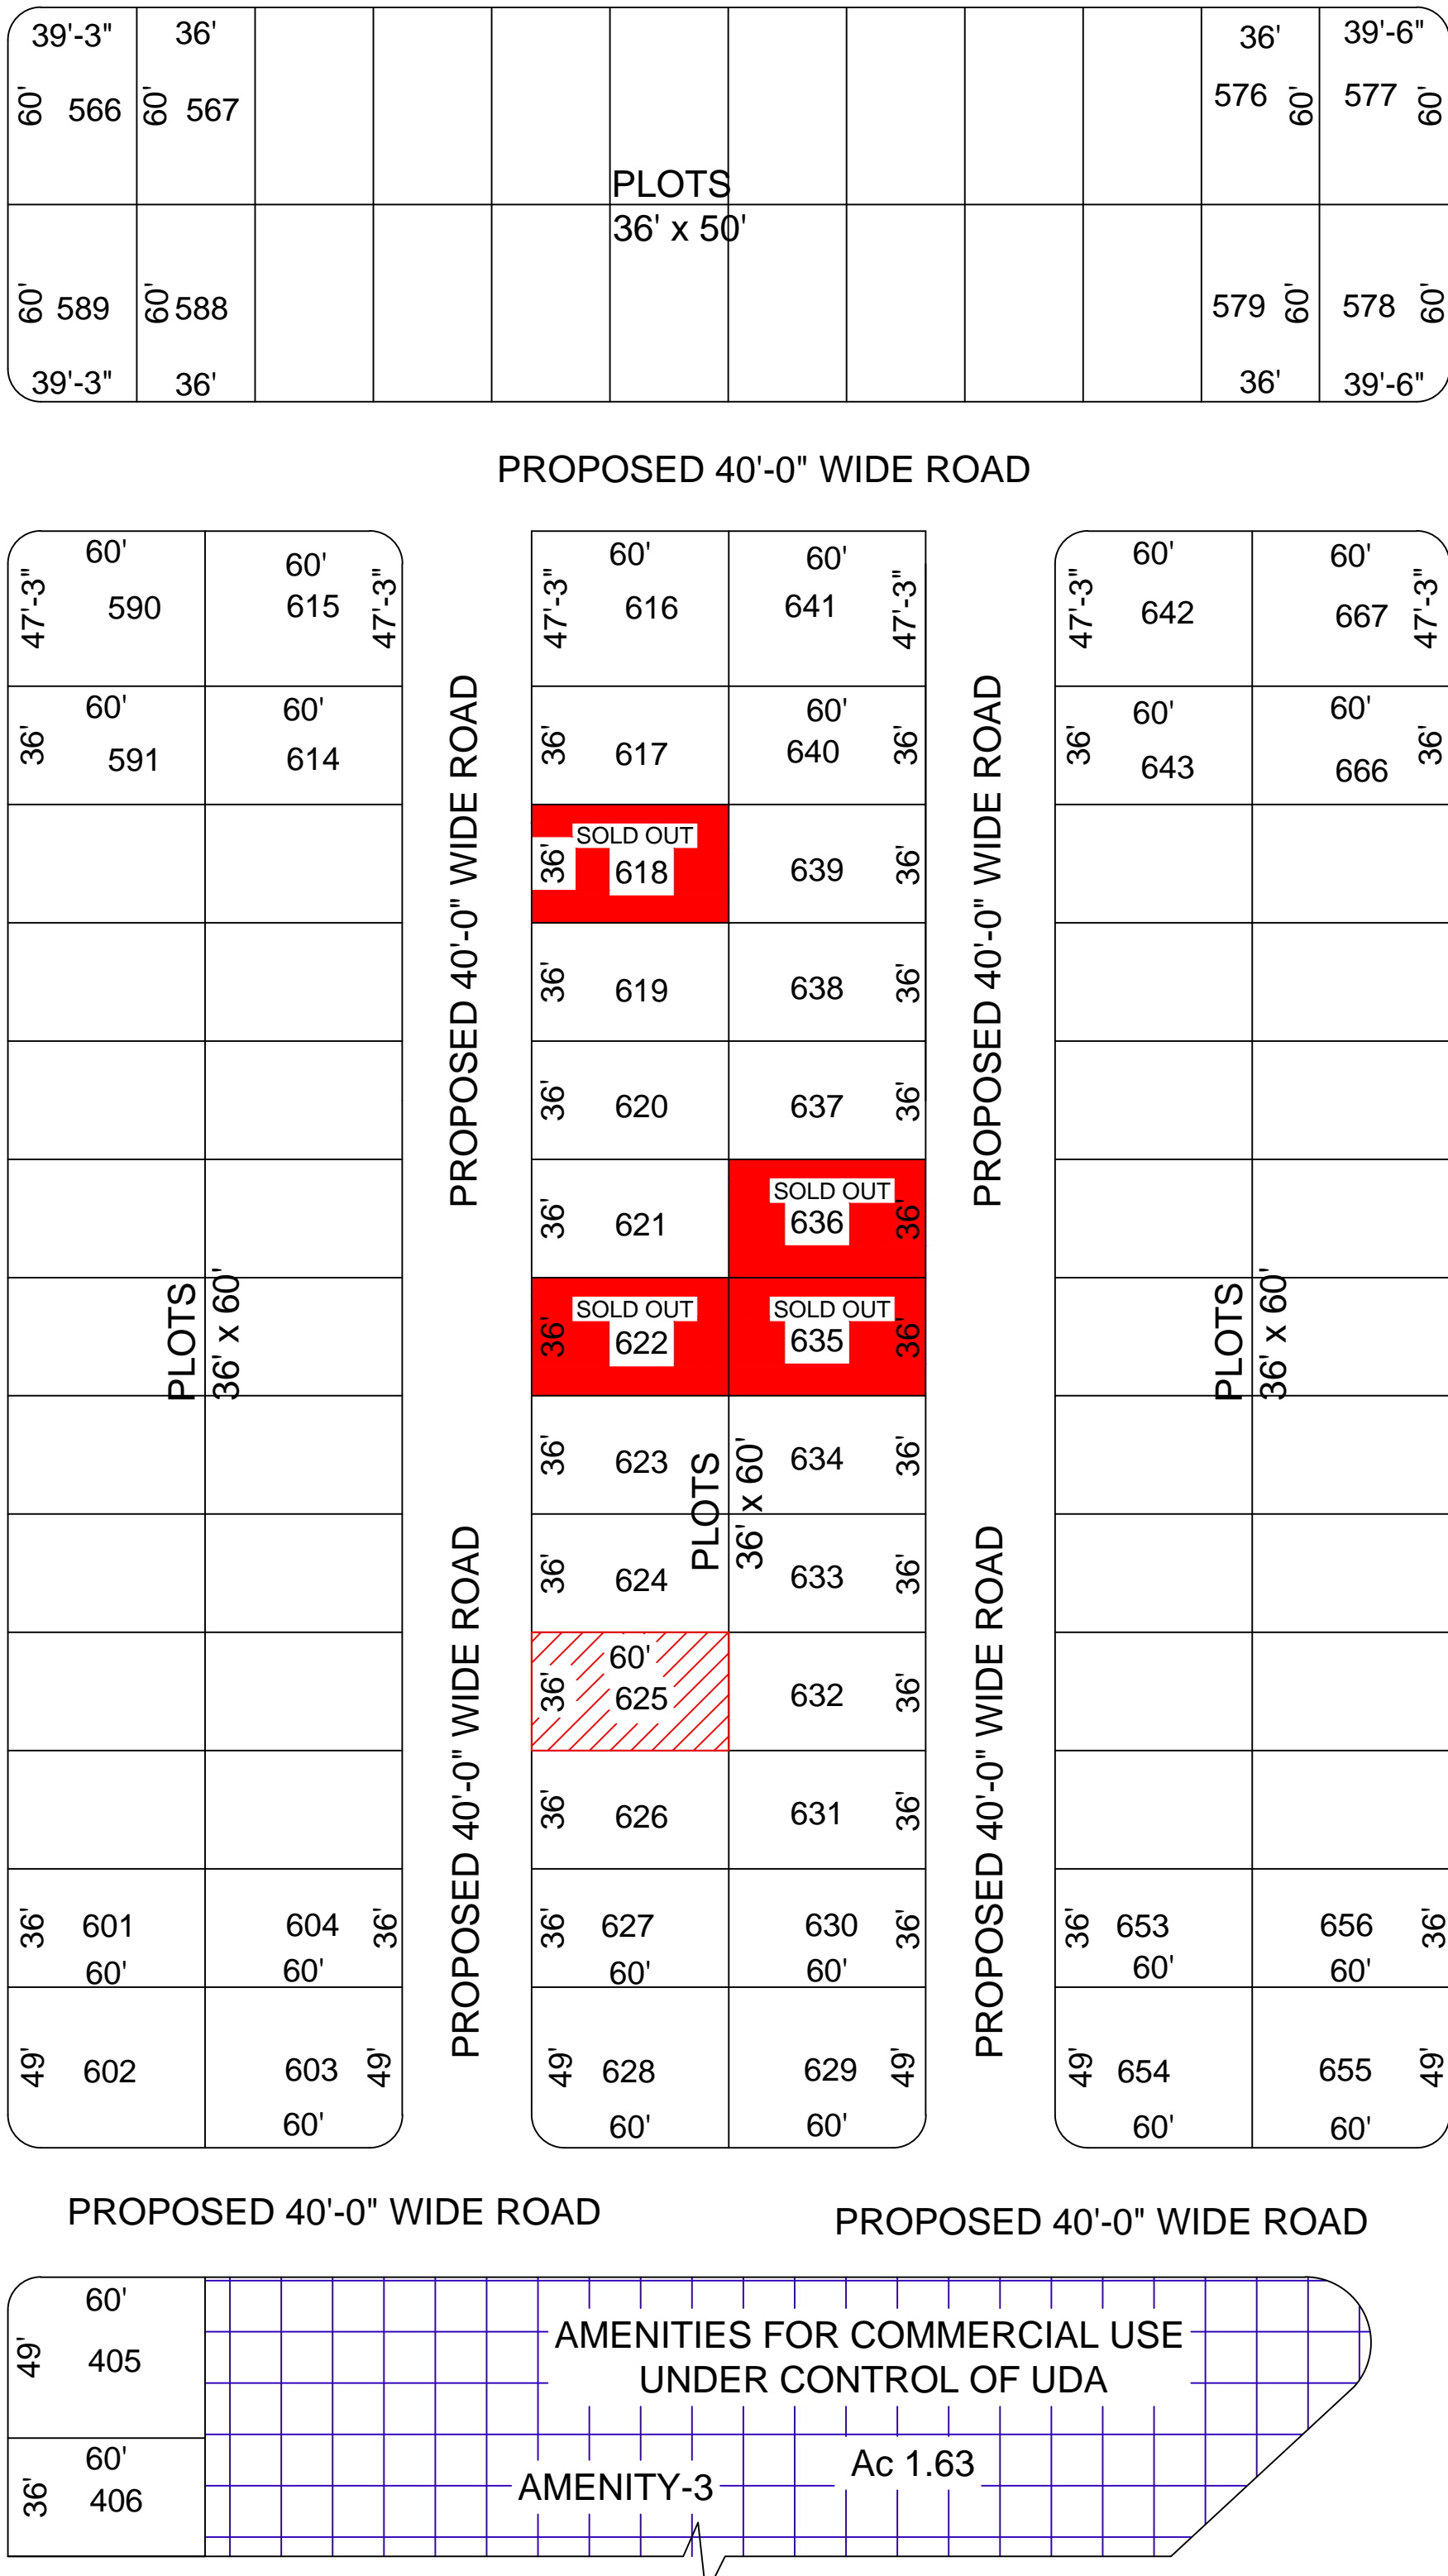 39'-3" 36' 36' 39'-6"
60' 566 60' 567 576 60' 577 60'
PLOTS
36' x 50'
60' 589 60' 588 579 60' 578 60'
39'-3" 36' 36' 39'-6"
PROPOSED 40'-0" WIDE ROAD
60' 60' 60' 60' 60' 60'
47'-3" 590 615 47'-3" 47'-3" 616 641 47'-3" 47'-3" 642 667 47'-3"
60' 60' 60' 60' 60'
36' 591 614 36' 617 640 36' 36' 643 666 36'
PROPOSED 40'-0" WIDE ROAD
PROPOSED 40'-0" WIDE ROAD
SOLD OUT
36' 618 639 36'
36' 619 638 36'
36' 620 637 36'
SOLD OUT
36' 621 636 36'
SOLD OUT SOLD OUT
36' 622 635 36'
PLOTS
36' x 60'
PLOTS
36' x 60'
36' 623 634 36'
PLOTS
36' x 60'
36' 624 633 36'
60'
36' 625 632 36'
36' 626 631 36'
PROPOSED 40'-0" WIDE ROAD
PROPOSED 40'-0" WIDE ROAD
36' 601 604 36' 36' 627 630 36' 36' 653 656 36'
60' 60' 60' 60' 60' 60'
49' 602 603 49' 49' 628 629 49' 49' 654 655 49'
60' 60' 60' 60' 60'
PROPOSED 40'-0" WIDE ROAD PROPOSED 40'-0" WIDE ROAD
60'
49' 405
AMENITIES FOR COMMERCIAL USE
UNDER CONTROL OF UDA
60'
36' 406
AMENITY-3 Ac 1.63